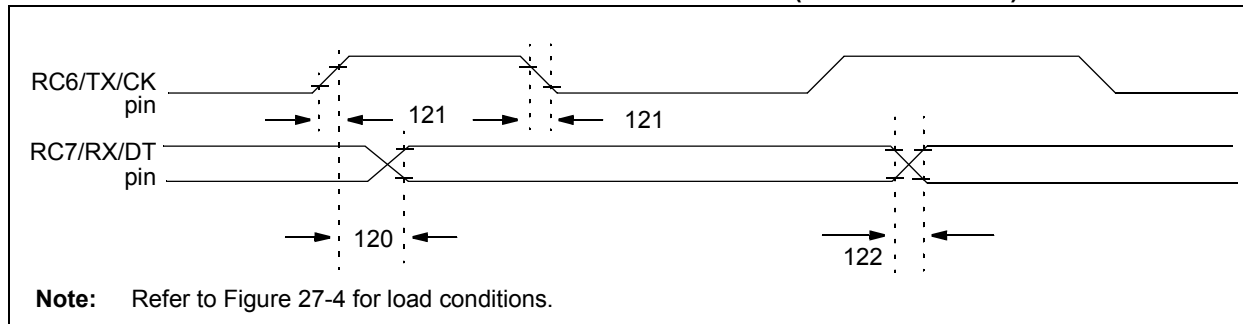 RC6/TX/CK
pin
121
121
RC7/RX/DT
pin
120
122
Note: Refer to Figure 27-4 for load conditions.